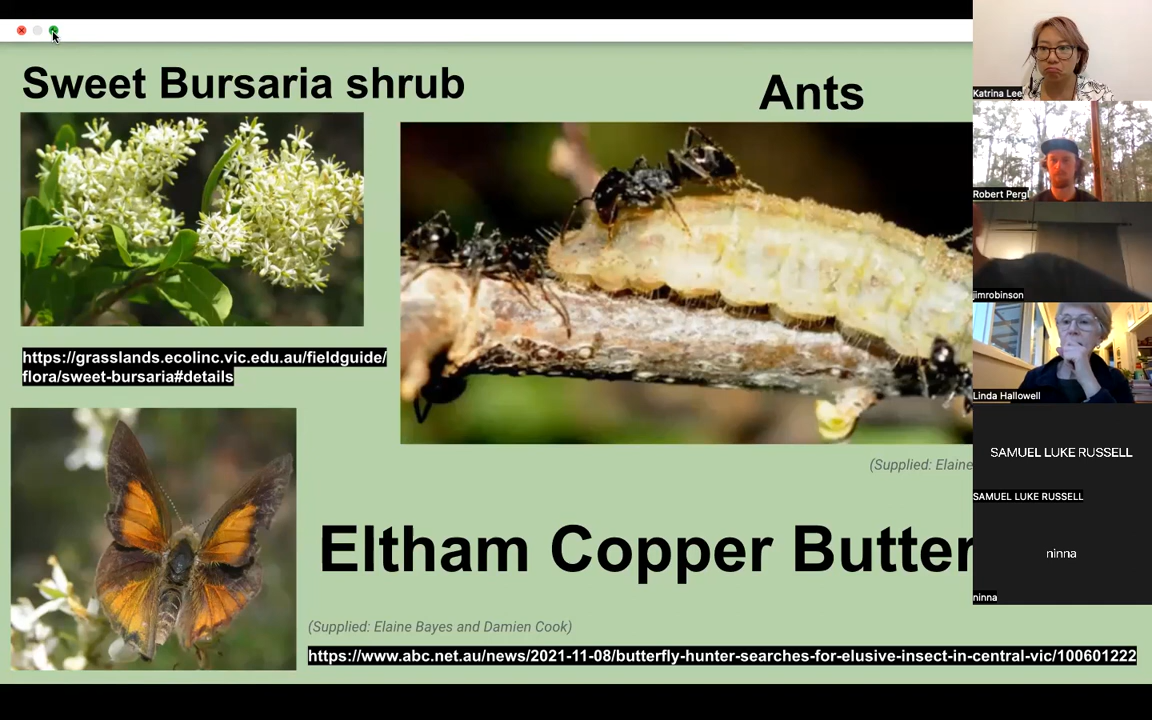 Sweet Bursaria shrub
Ants
https://grasslands.ecolinc.vic.edu.au/fieldguide/
flora/sweet-bursaria#details
(Supplied: Elaine
Eltham Copper Butter
(Supplied: Elaine Bayes and Damien Cook)
https://www.abc.net.au/news/2021-11-08/butterfly-hunter-searches-for-elusive-insect-in-central-vic/100601222
Katrina Lee
Robert Pergl
jimrobinson
Linda Hallowell
SAMUEL LUKE RUSSELL
SAMUEL LUKE RUSSELL
ninna
ninna